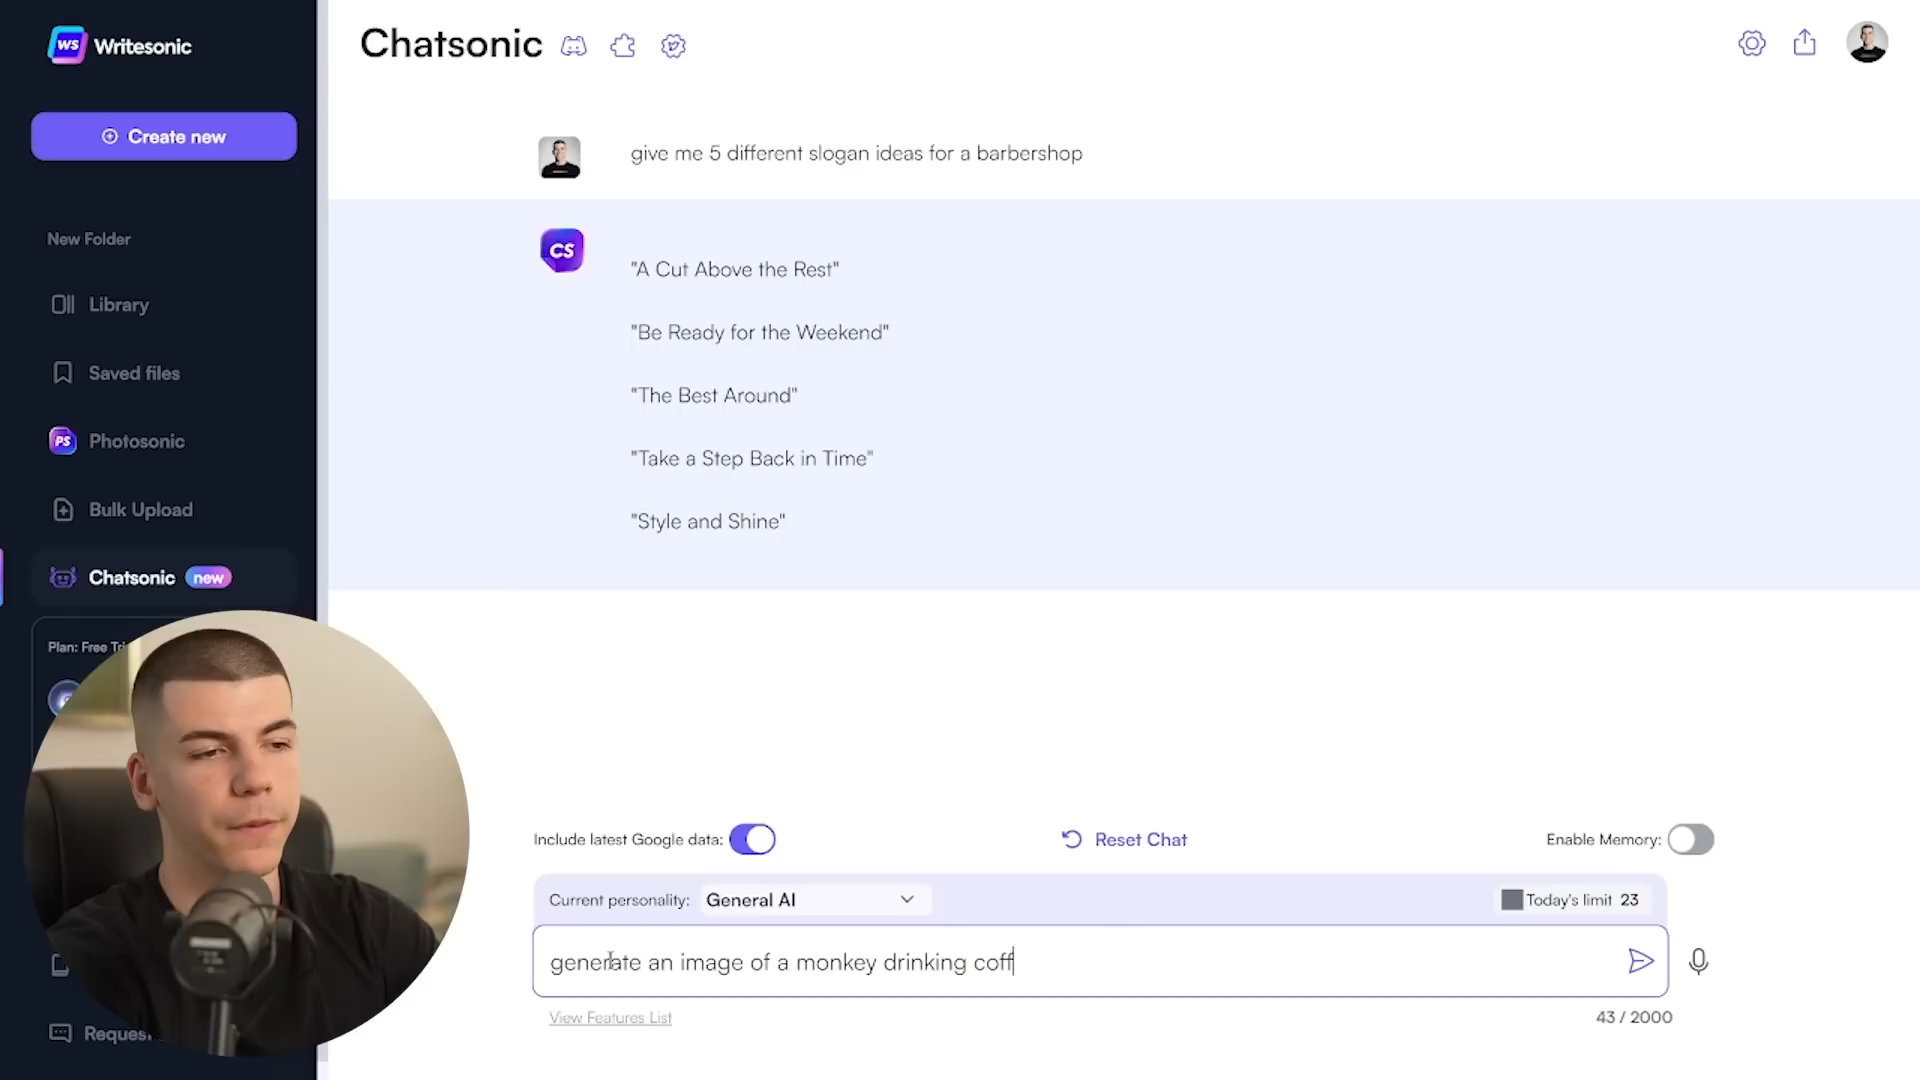 WS Writesonic
Create new
New Folder
Library
Saved files
PS Photosonic
Bulk Upload
Chatsonic new
Plan: Free
Chatsonic
give me 5 different slogan ideas for a barbershop
CS
"A Cut Above the Rest"
"Be Ready for the Weekend"
"The Best Around"
"Take a Step Back in Time"
"Style and Shine"
Include latest Google data:
Reset Chat
Enable Memory:
Current personality: General AI
Today's limit 23
generate an image of a monkey drinking coff
View Features List
43 / 2000